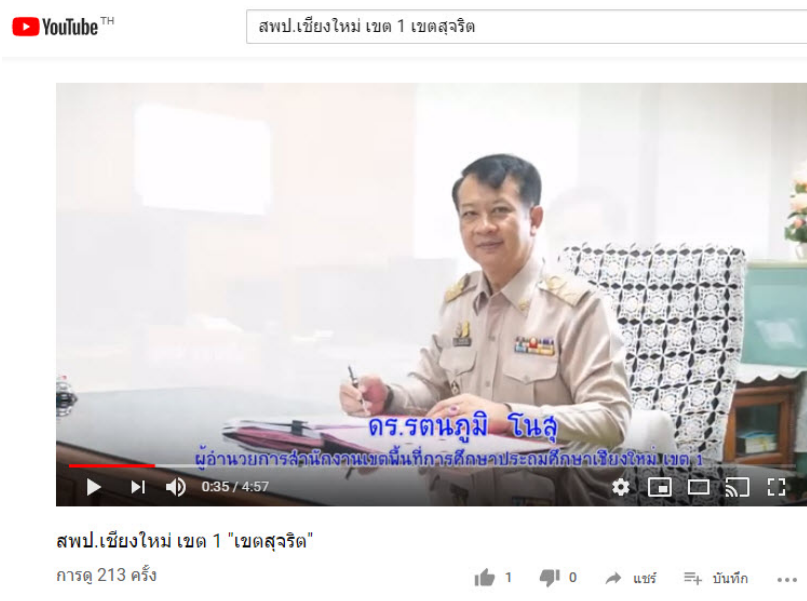 YouTube TH
สพป.เชียงใหม่ เขต 1 เขตสุจริต
ดร.รตนภูมิ โนสุ
ผู้อำนวยการสำนักงานเขตพื้นที่การศึกษาประถมศึกษาเชียงใหม่ เขต 1
0:35 / 4:57
สพป.เชียงใหม่ เขต 1 "เขตสุจริต"
การดู 213 ครั้ง
1 0 แชร์ บันทึก